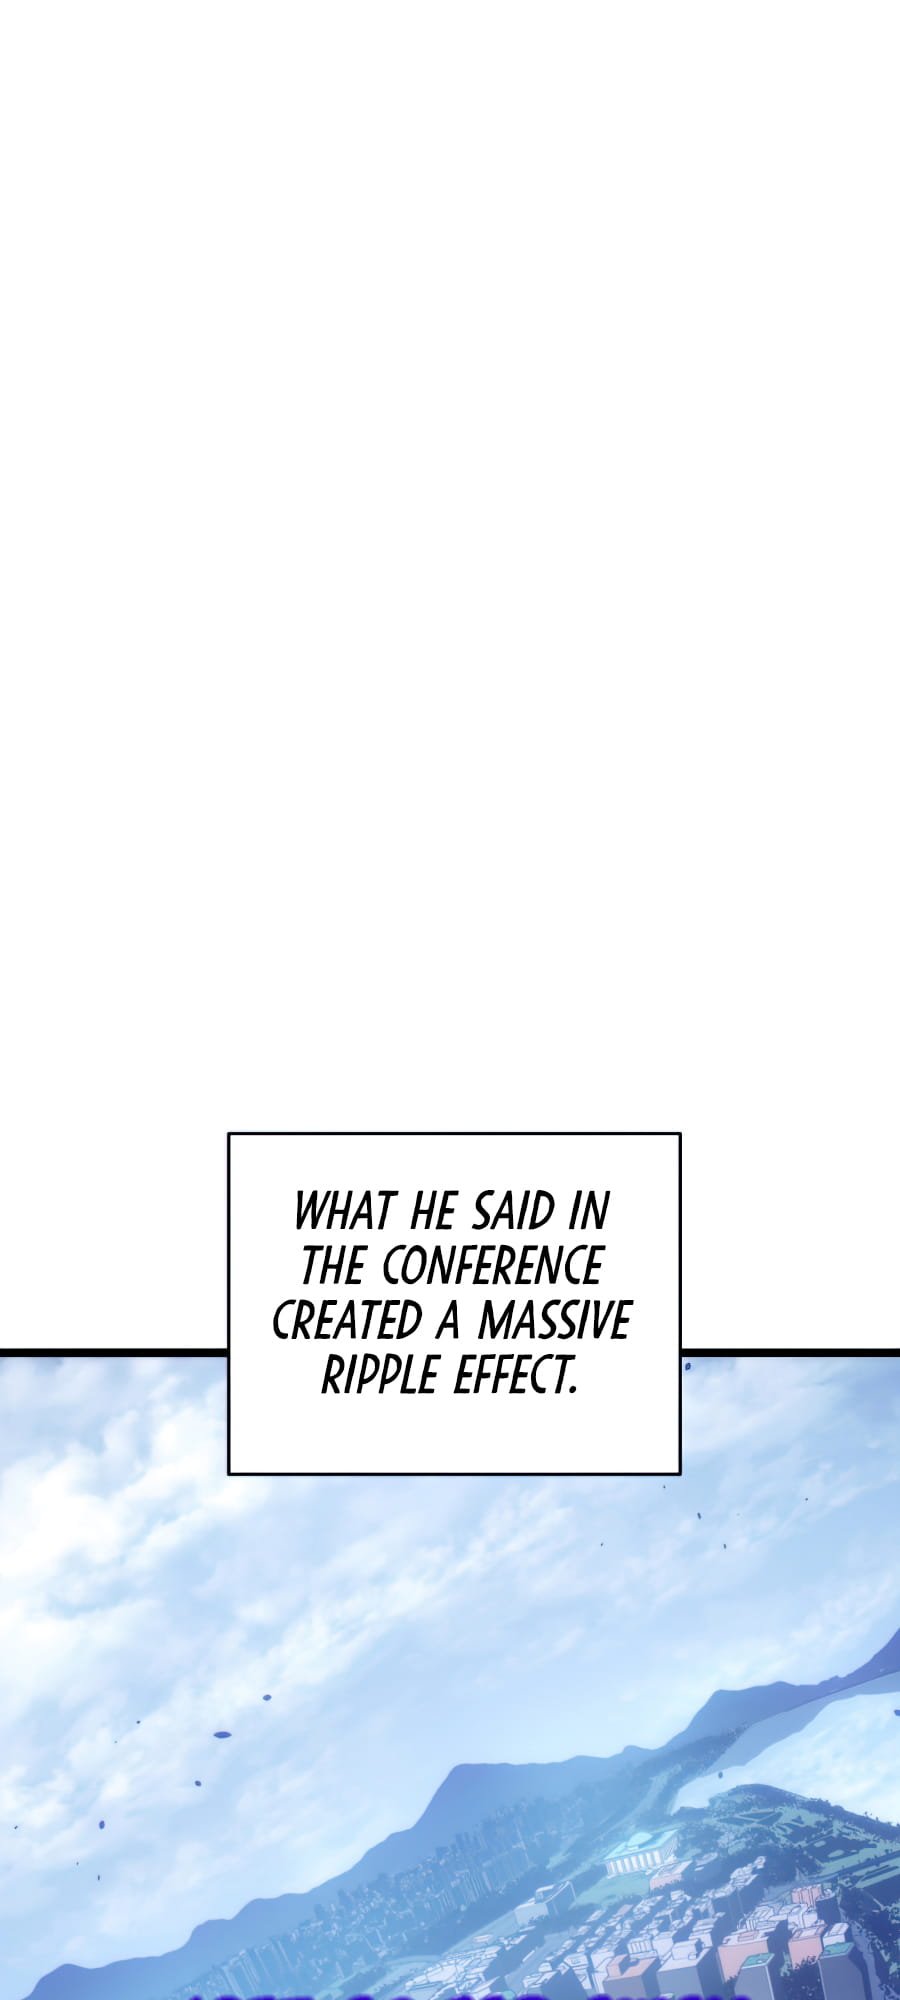 WHAT HE SAID IN
THE CONFERENCE
CREATED A MASSIVE
RIPPLE EFFECT.